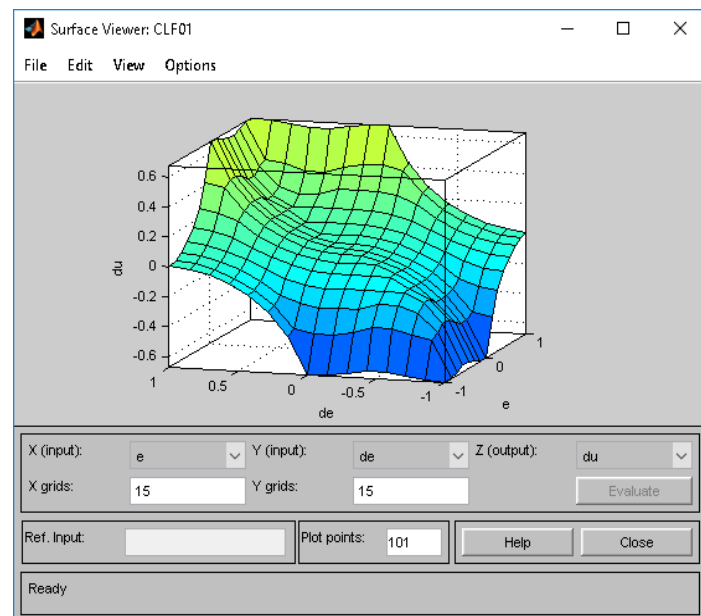 Surface Viewer: CLF01
File Edit View Options
0.6
0.4
0.2
0
-0.2
-0.4
-0.6
du
1
0.5
0
-0.5
-1
de
-1
0
1
e
X (input): e Y (input): de Z (output): du
X grids: 15 Y grids: 15 Evaluate
Ref. Input: Plot points: 101 Help Close
Ready